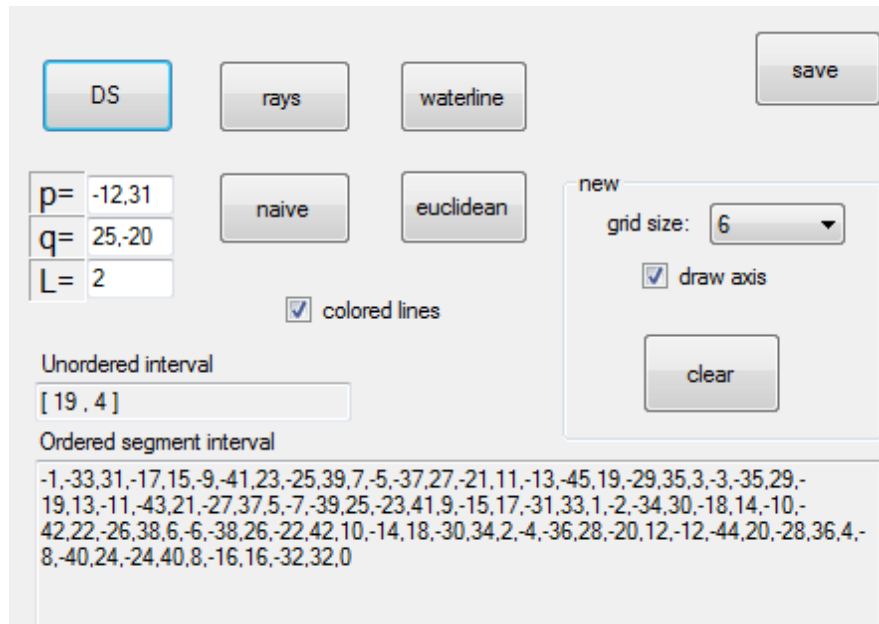 save
DS rays waterline
p= -12,31
naive euclidean
new
q= 25,-20
grid size: 6
L= 2
draw axis
colored lines
Unordered interval
clear
[ 19 , 4 ]
Ordered segment interval
-1,-33,31,-17,15,-9,-41,23,-25,39,7,-5,-37,27,-21,11,-13,-45,19,-29,35,3,-3,-35,29,-
19,13,-11,-43,21,-27,37,5,-7,-39,25,-23,41,9,-15,17,-31,33,1,-2,-34,30,-18,14,-10,-
42,22,-26,38,6,-6,-38,26,-22,42,10,-14,18,-30,34,2,-4,-36,28,-20,12,-12,-44,20,-28,36,4,-
8,-40,24,-24,40,8,-16,16,-32,32,0